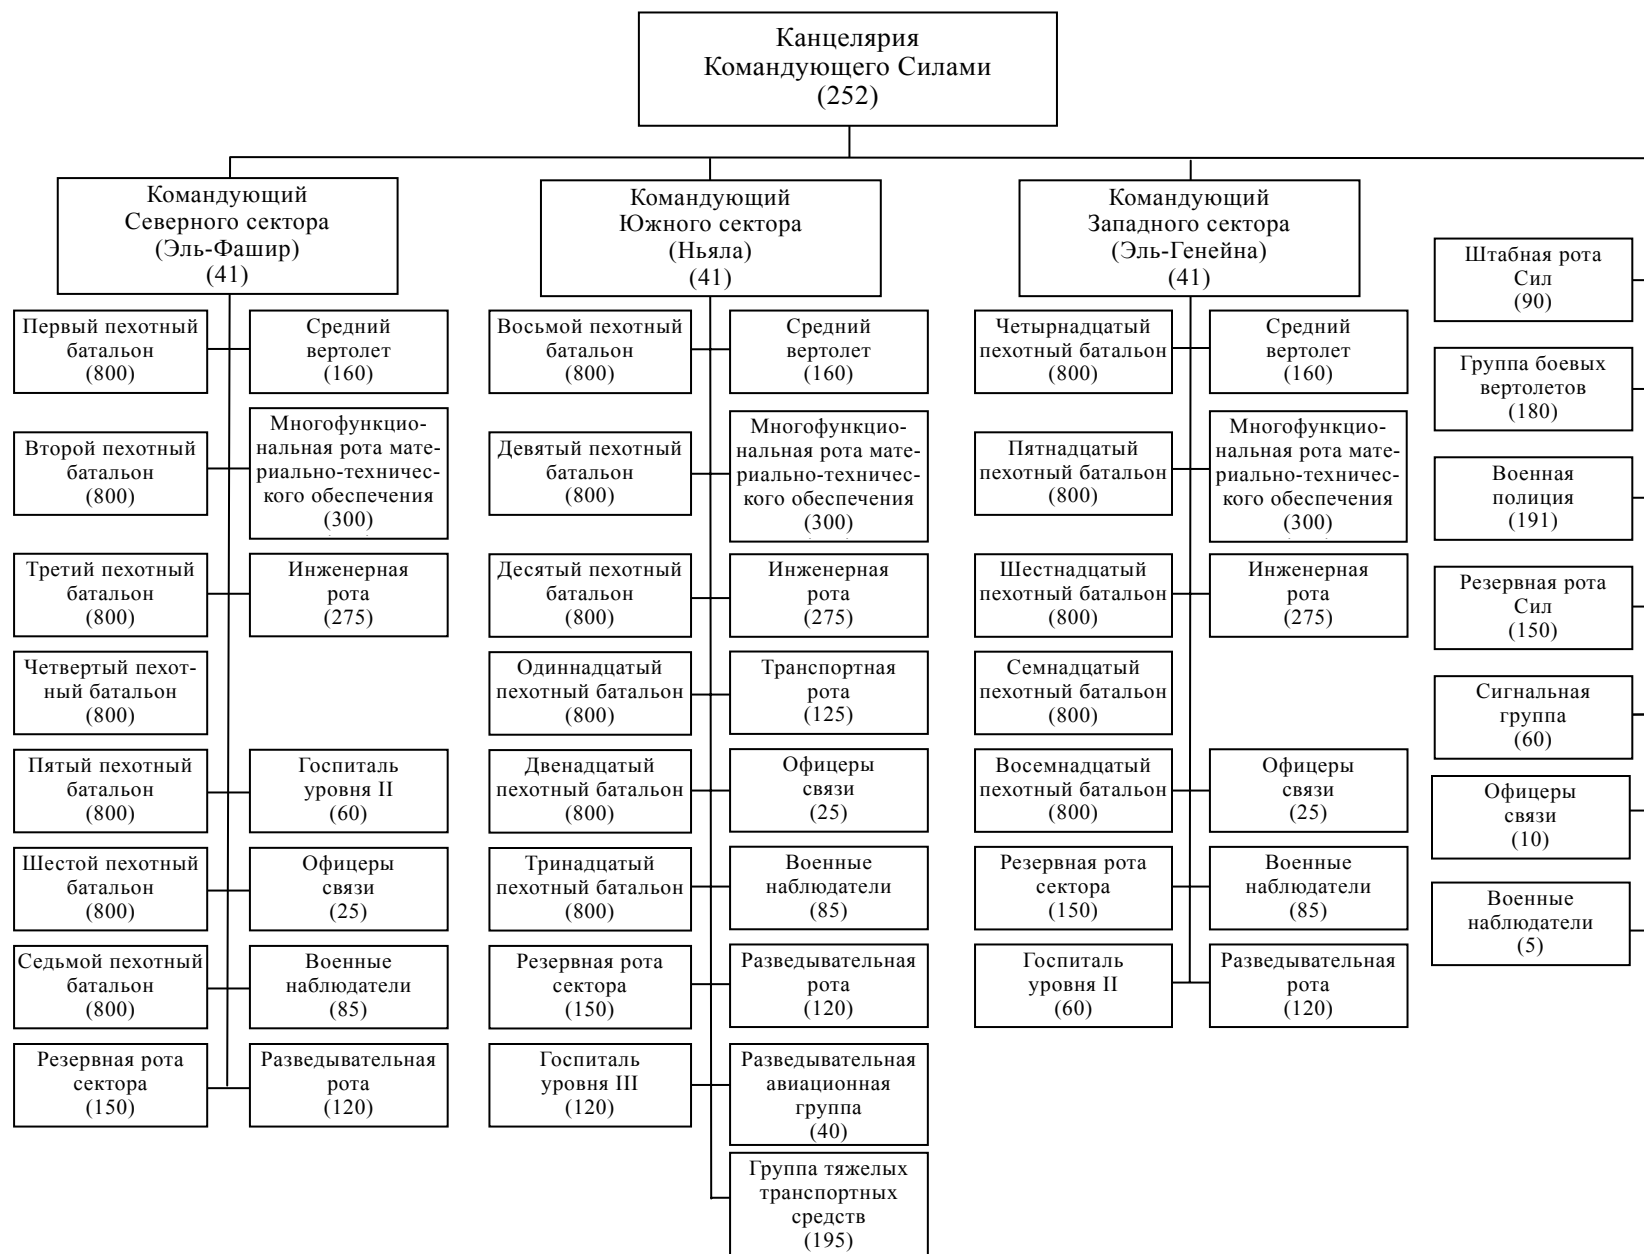 Канцелярия
Командующего Силами
(252)
Командующий
Северного сектора
(Эль-Фашир)
(41)
Первый пехотный
батальон
(800)
Средний
вертолет
(160)
Второй пехотный
батальон
(800)
Многофункцио-
нальная рота мате-
риально-техничес-
кого обеспечения
(300)
Третий пехотный
батальон
(800)
Инженерная
рота
(275)
Четвертый пехот-
ный батальон
(800)
Пятый пехотный
батальон
(800)
Госпиталь
уровня II
(60)
Шестой пехотный
батальон
(800)
Офицеры
связи
(25)
Седьмой пехотный
батальон
(800)
Военные
наблюдатели
(85)
Резервная рота
сектора
(150)
Разведывательная
рота
(120)
Командующий
Южного сектора
(Ньяла)
(41)
Восьмой пехотный
батальон
(800)
Средний
вертолет
(160)
Девятый пехотный
батальон
(800)
Многофункцио-
нальная рота мате-
риально-техничес-
кого обеспечения
(300)
Десятый пехотный
батальон
(800)
Инженерная
рота
(275)
Одиннадцатый
пехотный батальон
(800)
Транспортная
рота
(125)
Двенадцатый
пехотный батальон
(800)
Офицеры
связи
(25)
Тринадцатый
пехотный батальон
(800)
Военные
наблюдатели
(85)
Резервная рота
сектора
(150)
Разведывательная
рота
(120)
Госпиталь
уровня III
(120)
Разведывательная
авиационная
группа
(40)
Группа тяжелых
транспортных
средств
(195)
Командующий
Западного сектора
(Эль-Генейна)
(41)
Четырнадцатый
пехотный батальон
(800)
Средний
вертолет
(160)
Пятнадцатый
пехотный батальон
(800)
Многофункцио-
нальная рота мате-
риально-техничес-
кого обеспечения
(300)
Шестнадцатый
пехотный батальон
(800)
Инженерная
рота
(275)
Семнадцатый
пехотный батальон
(800)
Восемнадцатый
пехотный батальон
(800)
Офицеры
связи
(25)
Резервная рота
сектора
(150)
Военные
наблюдатели
(85)
Госпиталь
уровня II
(60)
Разведывательная
рота
(120)
Штабная рота
Сил
(90)
Группа боевых
вертолетов
(180)
Военная
полиция
(191)
Резервная рота
Сил
(150)
Сигнальная
группа
(60)
Офицеры
связи
(10)
Военные
наблюдатели
(5)